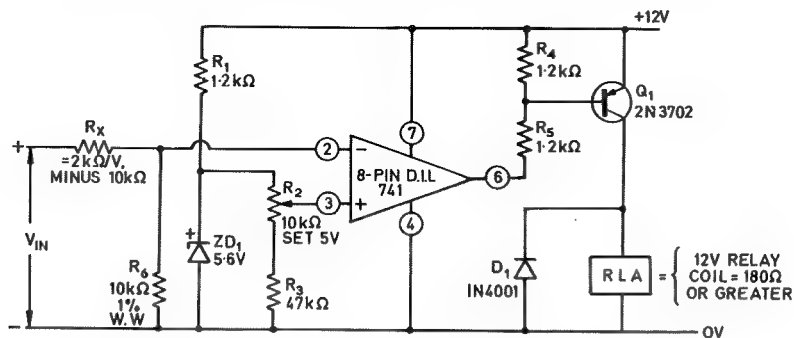 +12V
R1
1·2kΩ
R4
1·2kΩ
Q1
2N3702
+
RX
=2kΩ/V,
MINUS 10kΩ
2
−
7
8-PIN D.I.L
741
6
R5
1·2kΩ
VIN
R2
10kΩ
SET 5V
3
+
4
+
ZD1
5·6V
R6
10kΩ
1%
W.W
R3
47kΩ
D1
IN4001
RLA
= {
12V RELAY
COIL = 180Ω
OR GREATER
−
0V